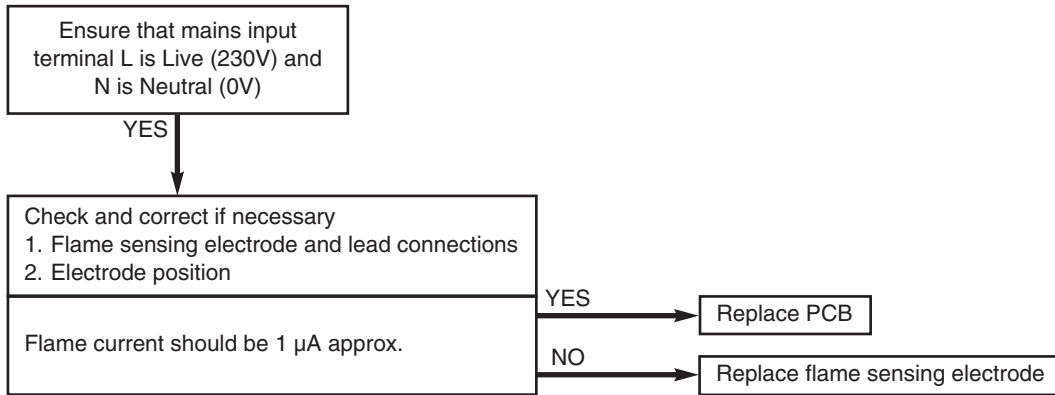 Ensure that mains input
terminal L is Live (230V) and
N is Neutral (0V)
YES
Check and correct if necessary
1. Flame sensing electrode and lead connections
2. Electrode position
YES
Replace PCB
Flame current should be 1 µA approx.
NO
Replace flame sensing electrode